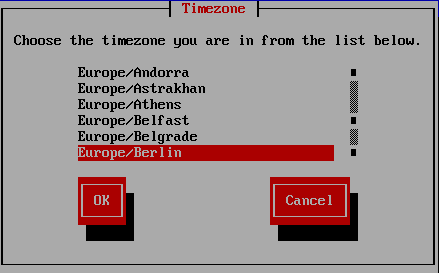 Timezone
Choose the timezone you are in from the list below.
Europe/Andorra
Europe/Astrakhan
Europe/Athens
Europe/Belfast
Europe/Belgrade
Europe/Berlin
OK
Cancel